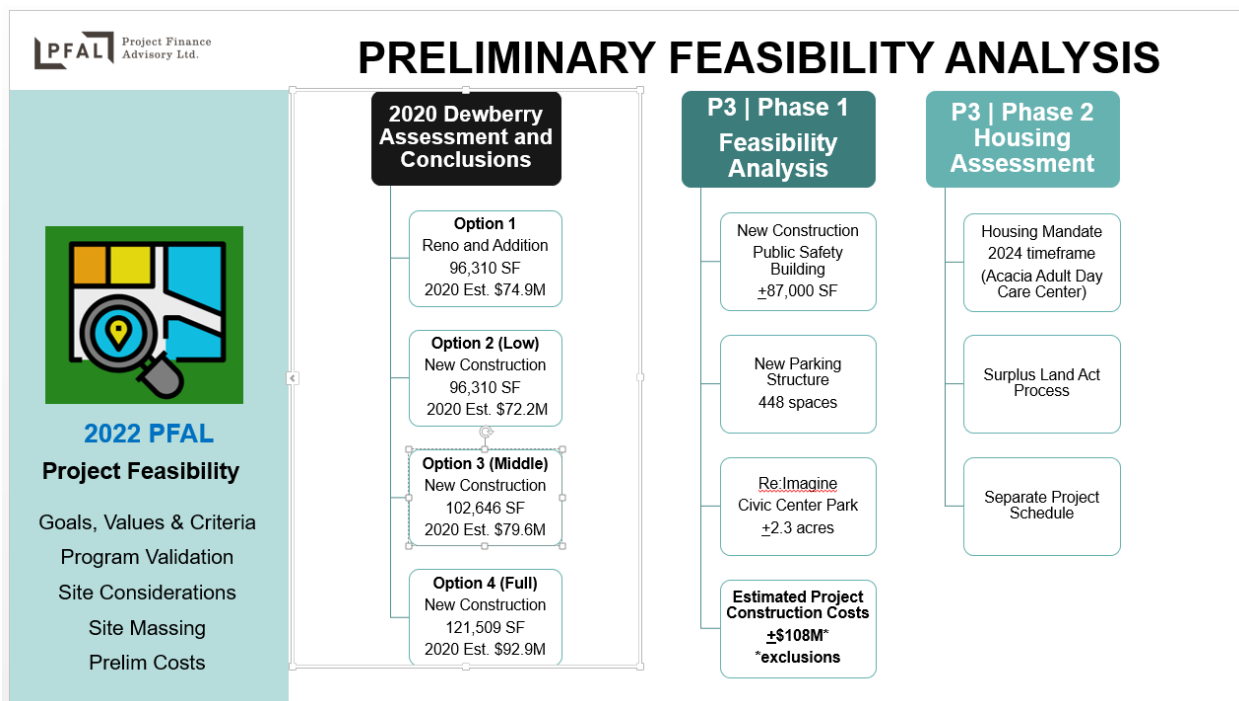 PFAL
Project Finance
Advisory Ltd.
PRELIMINARY FEASIBILITY ANALYSIS
2022 PFAL
Project Feasibility
Goals, Values & Criteria
Program Validation
Site Considerations
Site Massing
Prelim Costs
2020 Dewberry
Assessment and
Conclusions
Option 1
Reno and Addition
96,310 SF
2020 Est. $74.9M
Option 2 (Low)
New Construction
96,310 SF
2020 Est. $72.2M
Option 3 (Middle)
New Construction
102,646 SF
2020 Est. $79.6M
Option 4 (Full)
New Construction
121,509 SF
2020 Est. $92.9M
P3 | Phase 1
Feasibility
Analysis
New Construction
Public Safety
Building
±87,000 SF
New Parking
Structure
448 spaces
Re:Imagine
Civic Center Park
±2.3 acres
Estimated Project
Construction Costs
±$108M*
*exclusions
P3 | Phase 2
Housing
Assessment
Housing Mandate
2024 timeframe
(Acacia Adult Day
Care Center)
Surplus Land Act
Process
Separate Project
Schedule